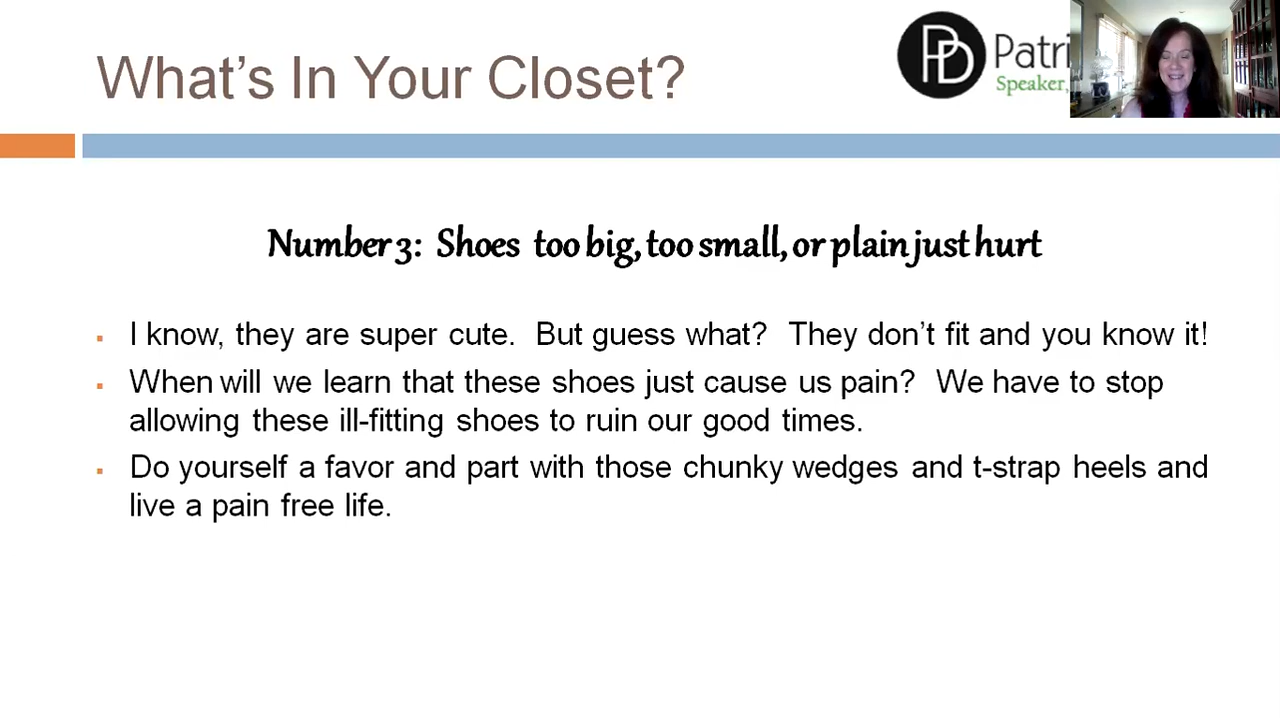 What's In Your Closet?
PD
Speaker,
Number 3: Shoes too big, too small, or plain just hurt
I know, they are super cute. But guess what? They don't fit and you know it!
When will we learn that these shoes just cause us pain? We have to stop
allowing these ill-fitting shoes to ruin our good times.
Do yourself a favor and part with those chunky wedges and t-strap heels and
live a pain free life.